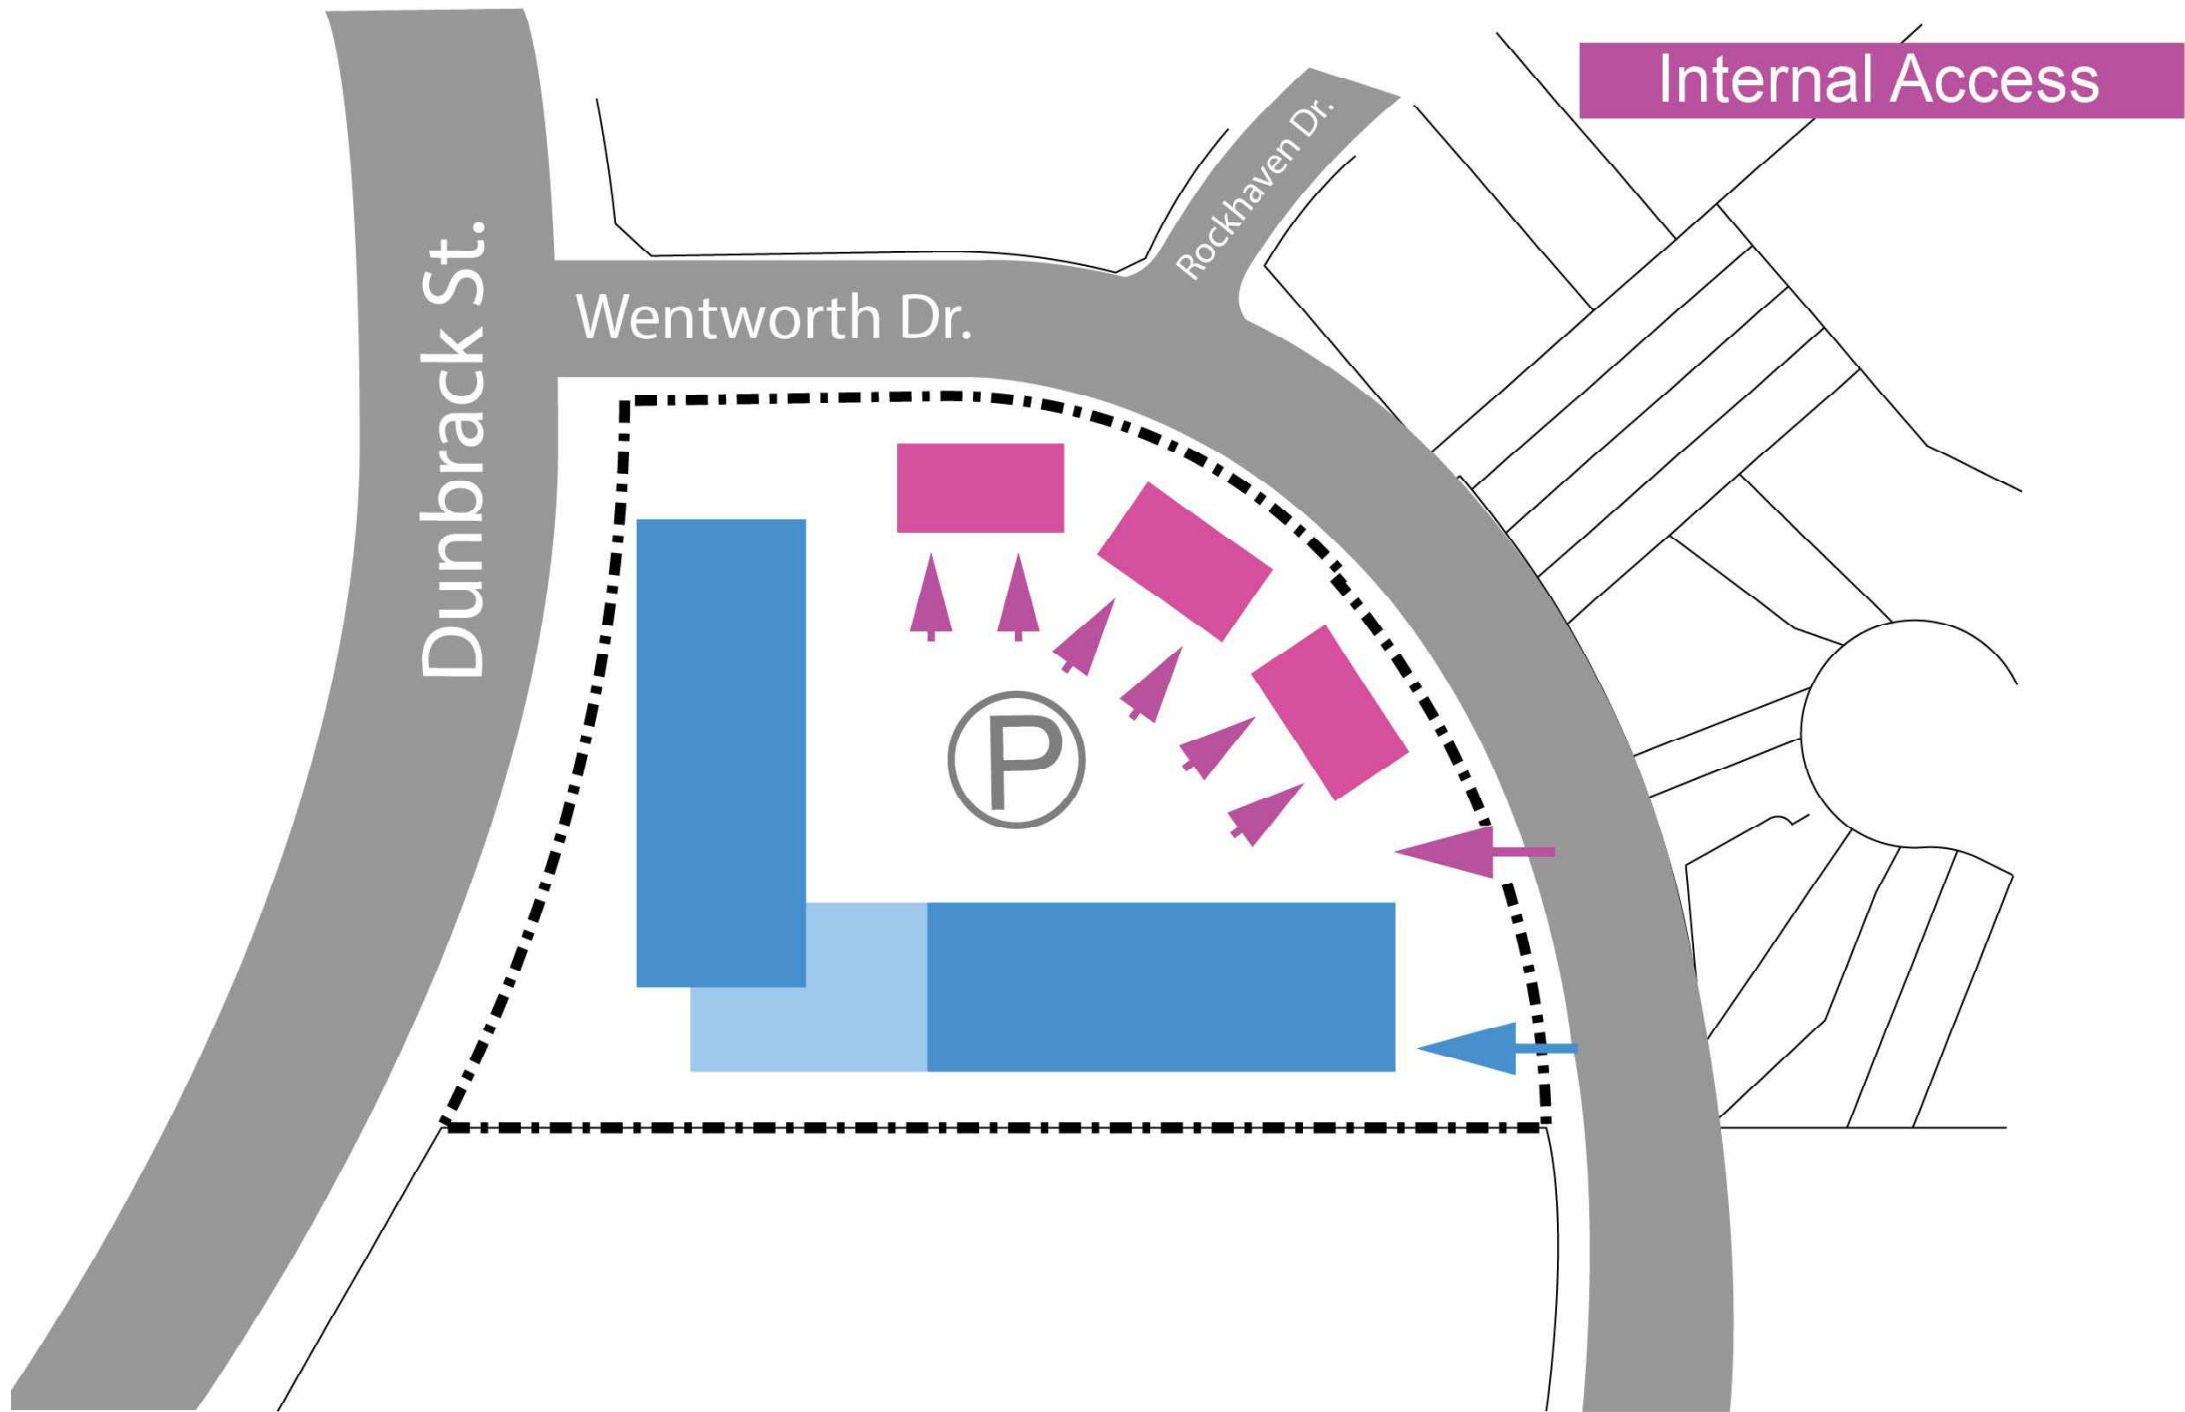 Internal Access
Rockhaven Dr.
Wentworth Dr.
Dunbrack St.
P